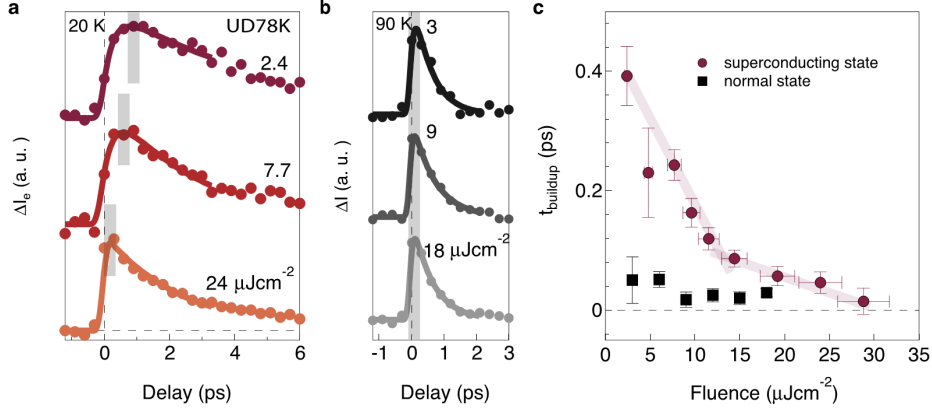 a
20 K
UD78K
2.4
7.7
24 μJcm-2
ΔIe (a. u.)
0
2
4
6
Delay (ps)
b
90 K
3
9
18 μJcm-2
ΔI (a. u.)
-1
0
1
2
3
Delay (ps)
c
superconducting state
normal state
tbuildup (ps)
0.4
0.2
0
0
5
10
15
20
25
30
35
Fluence (μJcm-2)